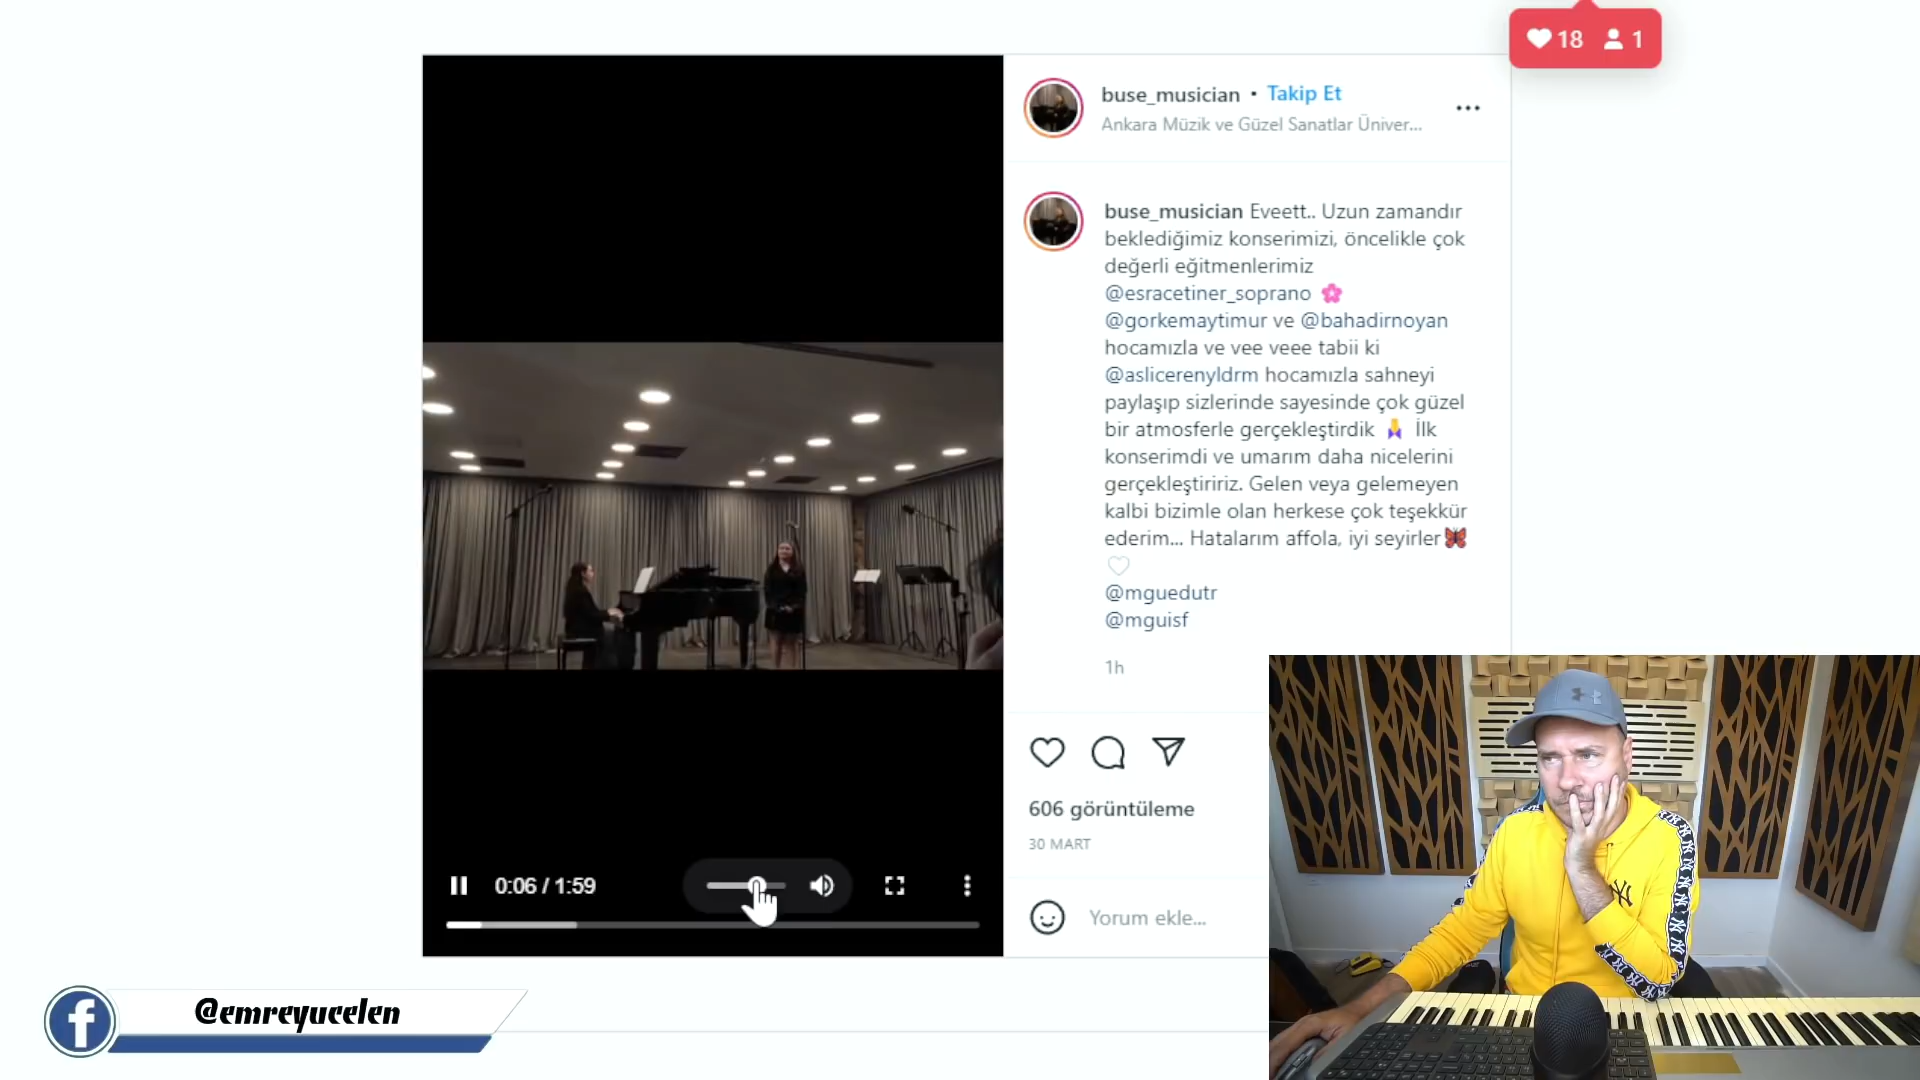 18 1
buse_musician • Takip Et
Ankara Müzik ve Güzel Sanatlar Üniver...
buse_musician Eveett.. Uzun zamandır
beklediğimiz konserimizi, öncelikle çok
değerli eğitmenlerimiz
@esracetiner_soprano
@gorkemaytimur ve @bahadirnoyan
hocamızla ve vee veee tabii ki
@aslicerenyldrm hocamızla sahneyi
paylaşıp sizlerinde sayesinde çok güzel
bir atmosferle gerçekleştirdik İlk
konserimdi ve umarım daha nicelerini
gerçekleştiririz. Gelen veya gelemeyen
kalbi bizimle olan herkese çok teşekkür
ederim... Hatalarım affola, iyi seyirler
@mguedutr
@mguisf
1h
606 görüntüleme
30 MART
Yorum ekle...
0:06 / 1:59
@emreyucelen